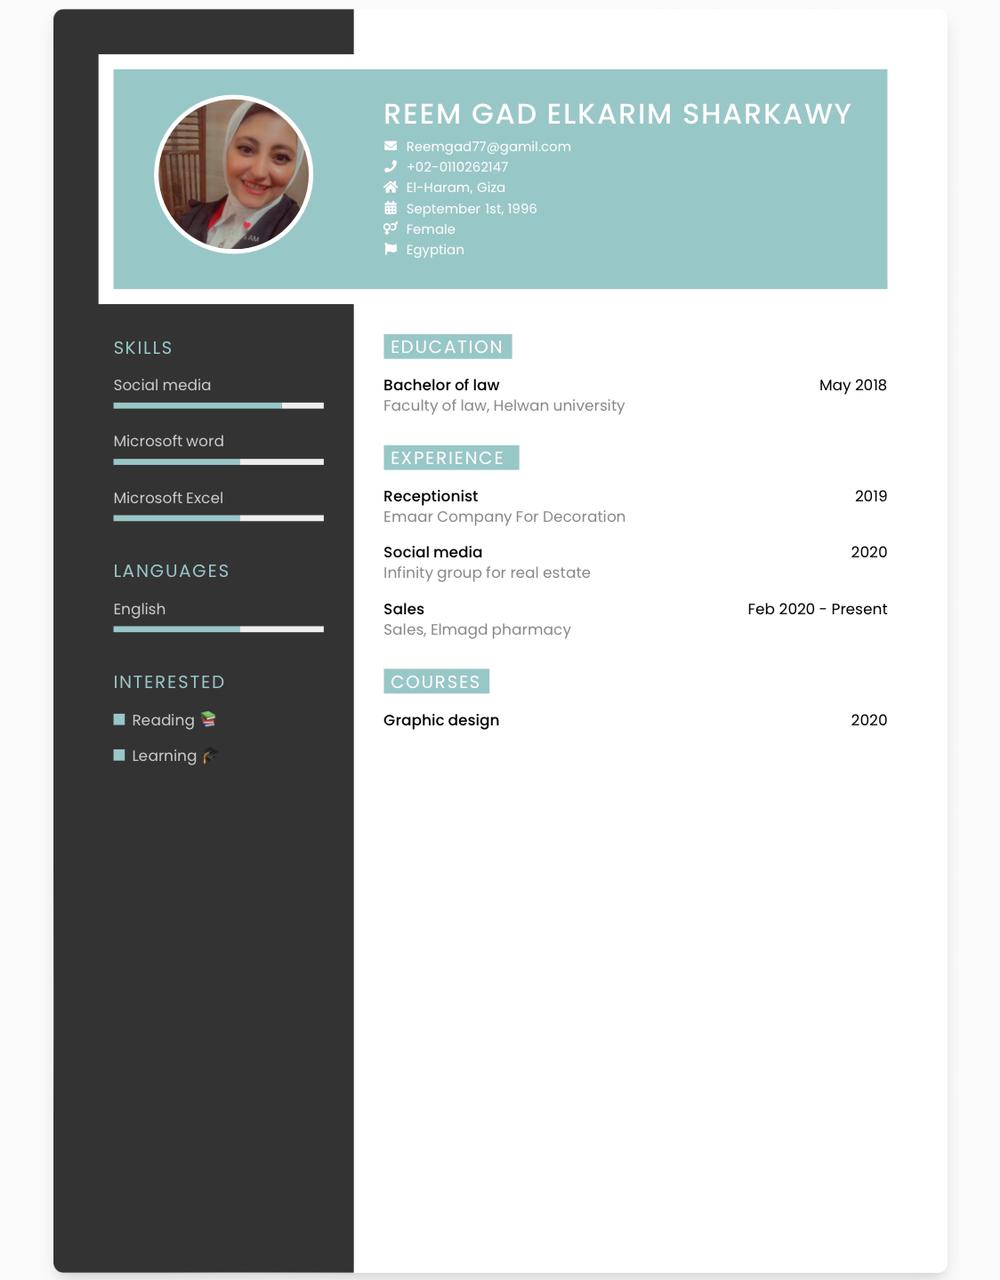 REEM GAD ELKARIM SHARKAWY
Reemgad77@gamil.com
+02-0110262147
El-Haram, Giza
September 1st, 1996
Female
Egyptian
SKILLS
Social media
Microsoft word
Microsoft Excel
LANGUAGES
English
INTERESTED
Reading 📚
Learning 🎓
EDUCATION
Bachelor of law May 2018
Faculty of law, Helwan university
EXPERIENCE
Receptionist 2019
Emaar Company For Decoration
Social media 2020
Infinity group for real estate
Sales Feb 2020 - Present
Sales, Elmagd pharmacy
COURSES
Graphic design 2020